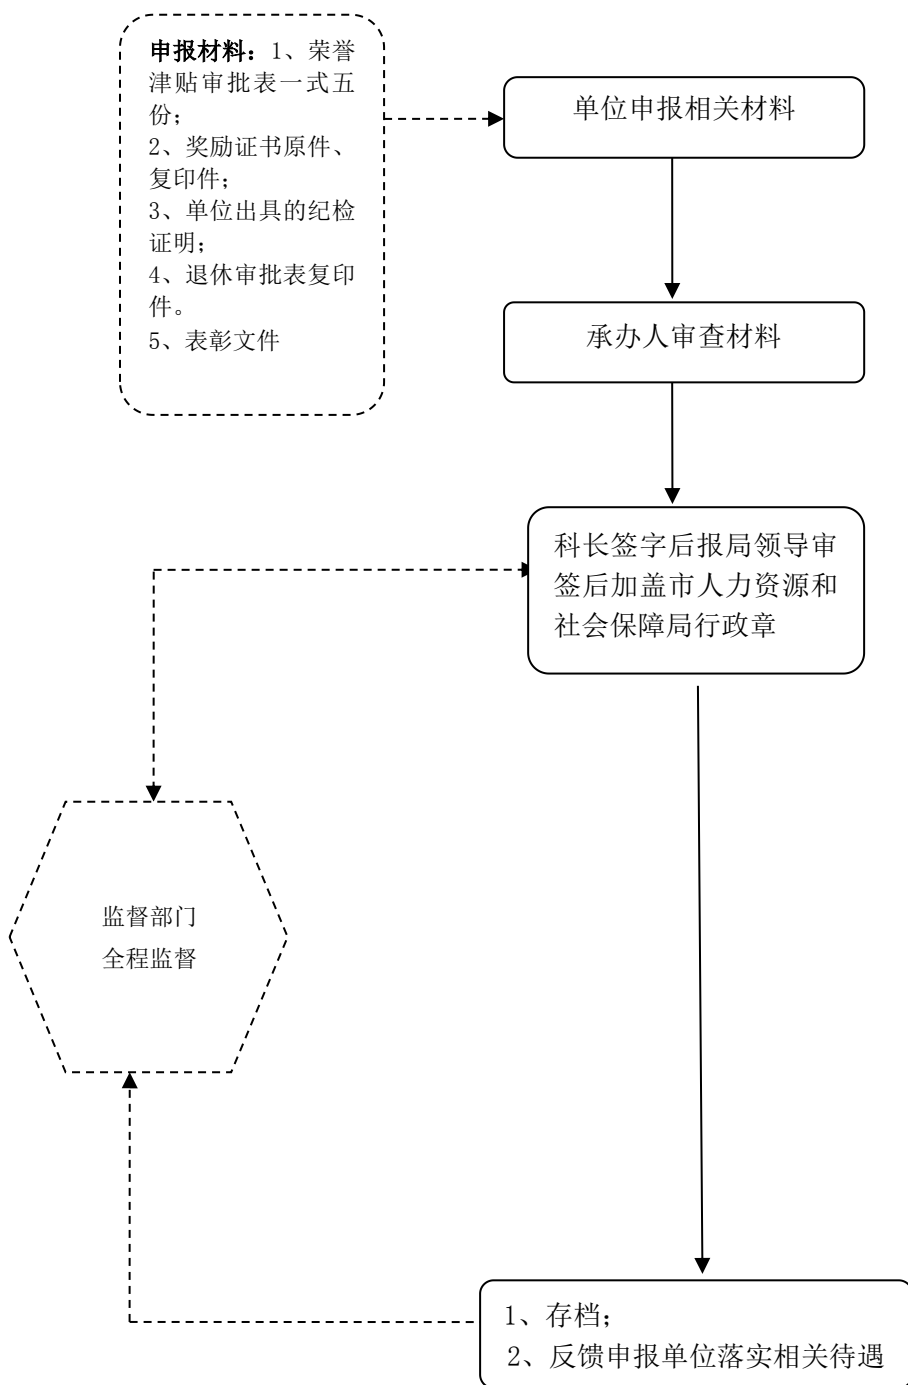 申报材料：1、荣誉
津贴审批表一式五
份；
2、奖励证书原件、
复印件；
3、单位出具的纪检
证明；
4、退休审批表复印
件。
5、表彰文件
单位申报相关材料
承办人审查材料
科长签字后报局领导审
签后加盖市人力资源和
社会保障局行政章
监督部门
全程监督
1、存档；
2、反馈申报单位落实相关待遇